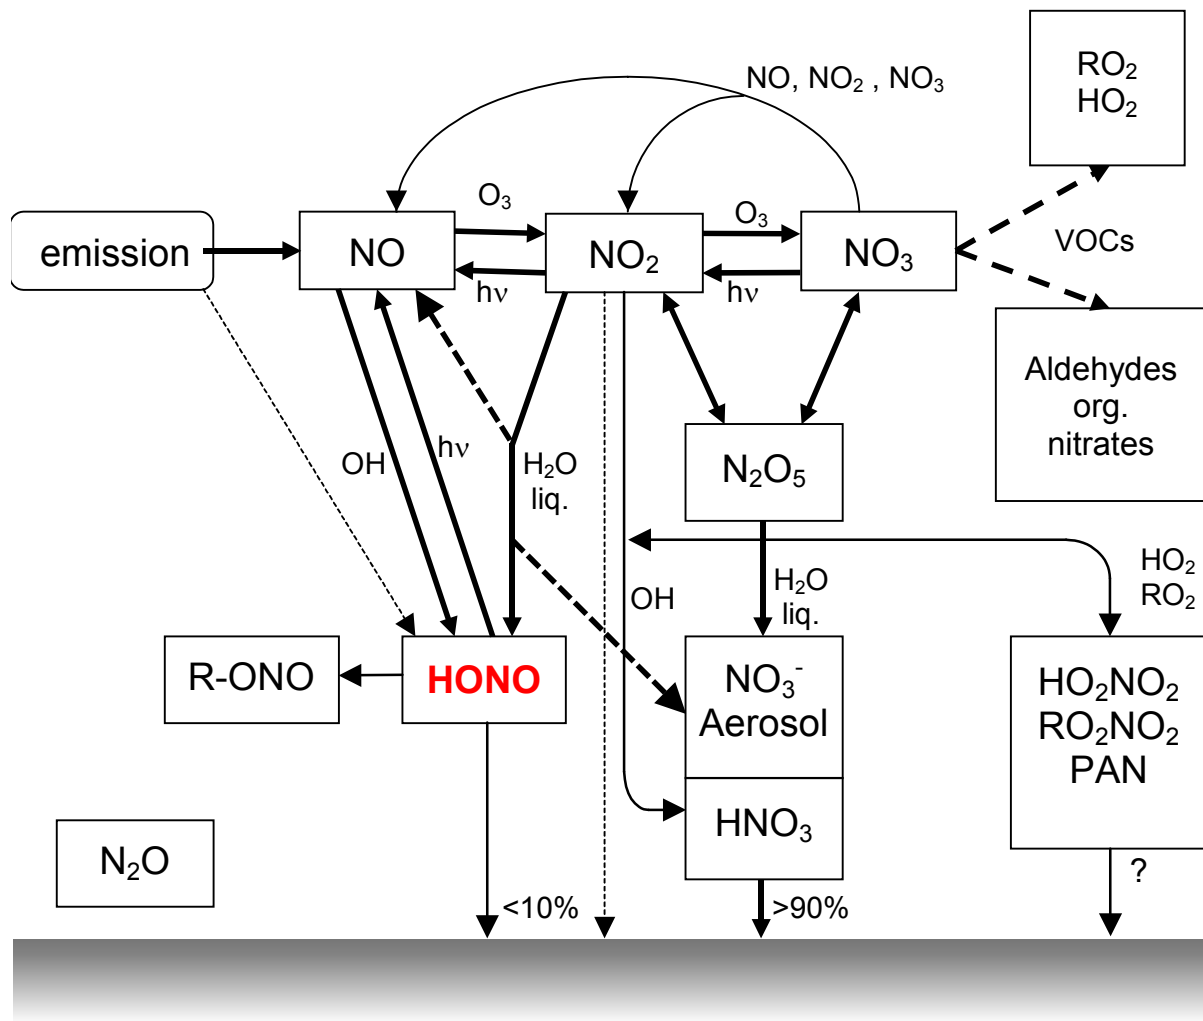 NO, NO₂ , NO₃
RO₂
HO₂
O₃
O₃
emission
NO
NO₂
NO₃
VOCs
hν
hν
Aldehydes
org.
nitrates
OH
hν
H₂O
liq.
N₂O₅
OH
H₂O
liq.
HO₂
RO₂
R-ONO
HONO
NO₃⁻
Aerosol
HO₂NO₂
RO₂NO₂
PAN
HNO₃
N₂O
<10%
>90%
?